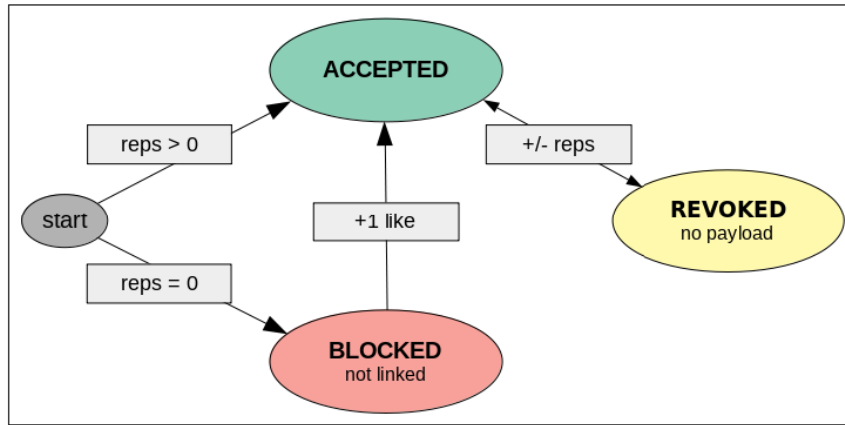 ACCEPTED
reps > 0
+/- reps
start
+1 like
REVOKED
no payload
reps = 0
BLOCKED
not linked